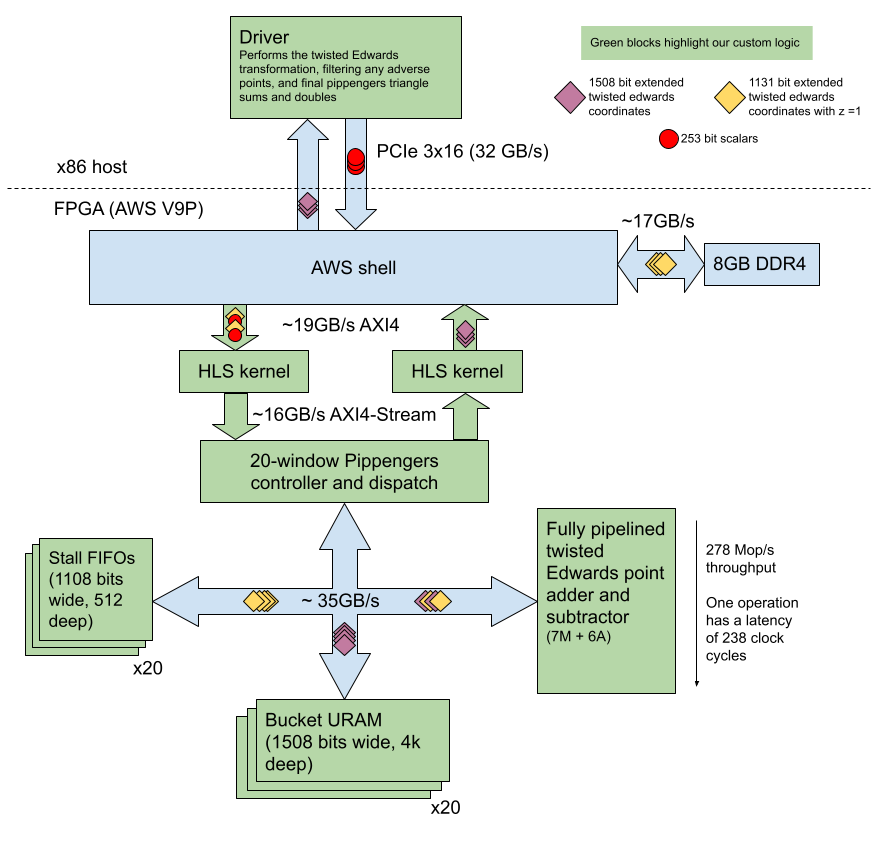 Driver
Performs the twisted Edwards
transformation, filtering any adverse
points, and final pippengers triangle
sums and doubles
Green blocks highlight our custom logic
1508 bit extended
twisted edwards
coordinates
1131 bit extended
twisted edwards
coordinates with z =1
253 bit scalars
PCIe 3x16 (32 GB/s)
x86 host
FPGA (AWS V9P)
~17GB/s
AWS shell
8GB DDR4
~19GB/s AXI4
HLS kernel
HLS kernel
~16GB/s AXI4-Stream
20-window Pippengers
controller and dispatch
Stall FIFOs
(1108 bits
wide, 512
deep)
x20
~ 35GB/s
Fully pipelined
twisted
Edwards point
adder and
subtractor
(7M + 6A)
278 Mop/s
throughput
One operation
has a latency
of 238 clock
cycles
Bucket URAM
(1508 bits wide, 4k
deep)
x20